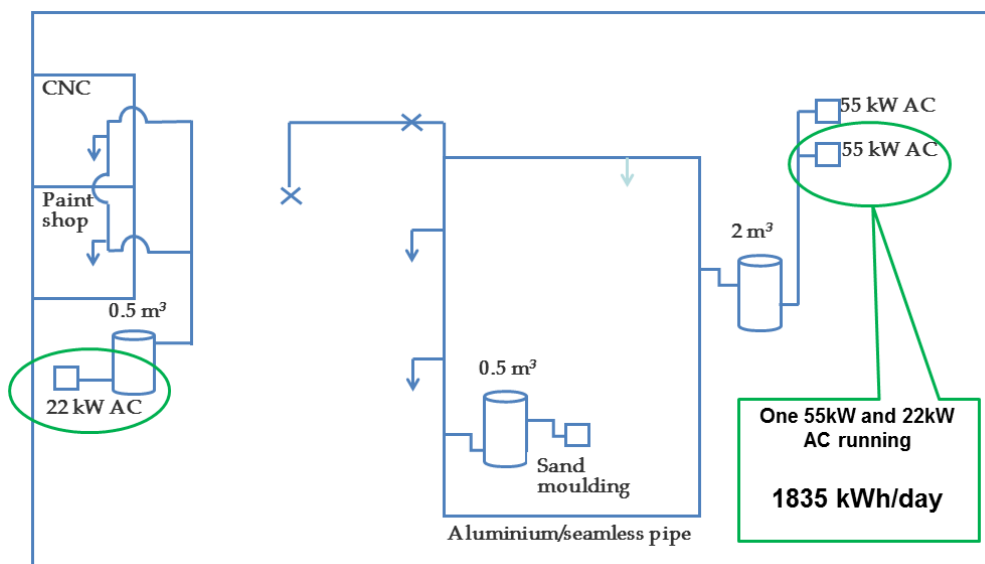 CNC
Paint
shop
0.5 m³
22 kW AC
0.5 m³
Sand
moulding
Aluminium/seamless pipe
2 m³
55 kW AC
55 kW AC
One 55kW and 22kW
AC running
1835 kWh/day